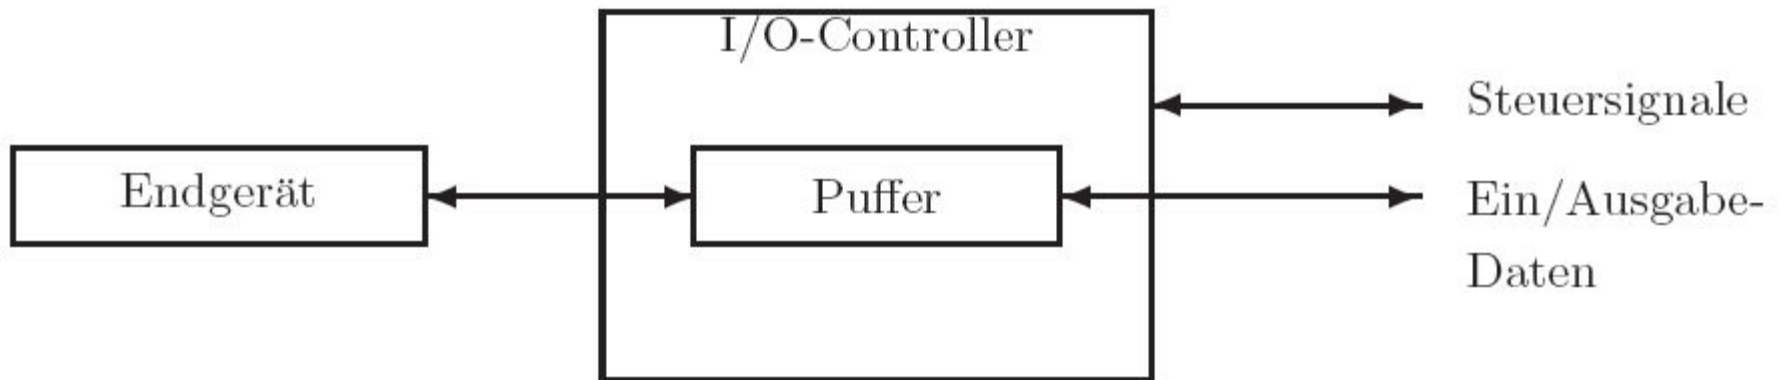 I/O-Controller
Steuersignale
Endgerät
Puffer
Ein/Ausgabe-
Daten